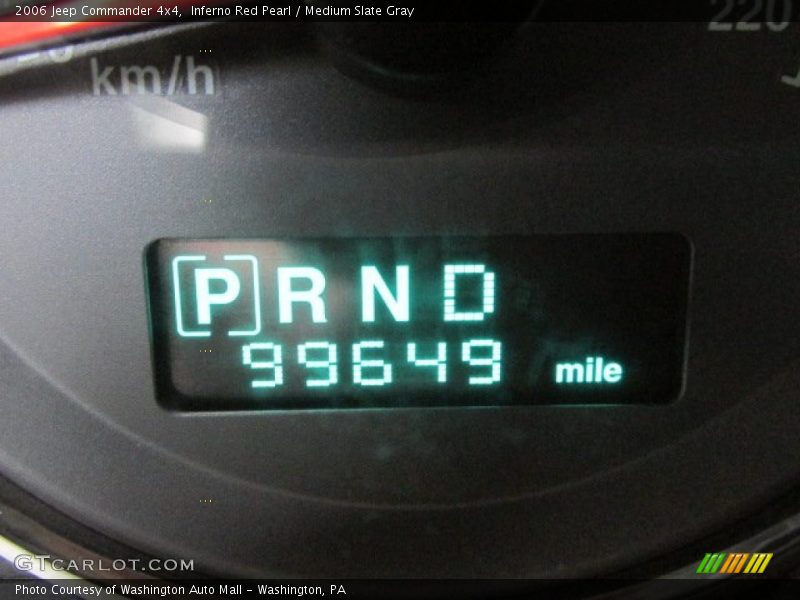 2006 Jeep Commander 4x4, Inferno Red Pearl / Medium Slate Gray
220
km/h
[P] R N D
99649 mile
GTCARLOT.COM
Photo Courtesy of Washington Auto Mall - Washington, PA